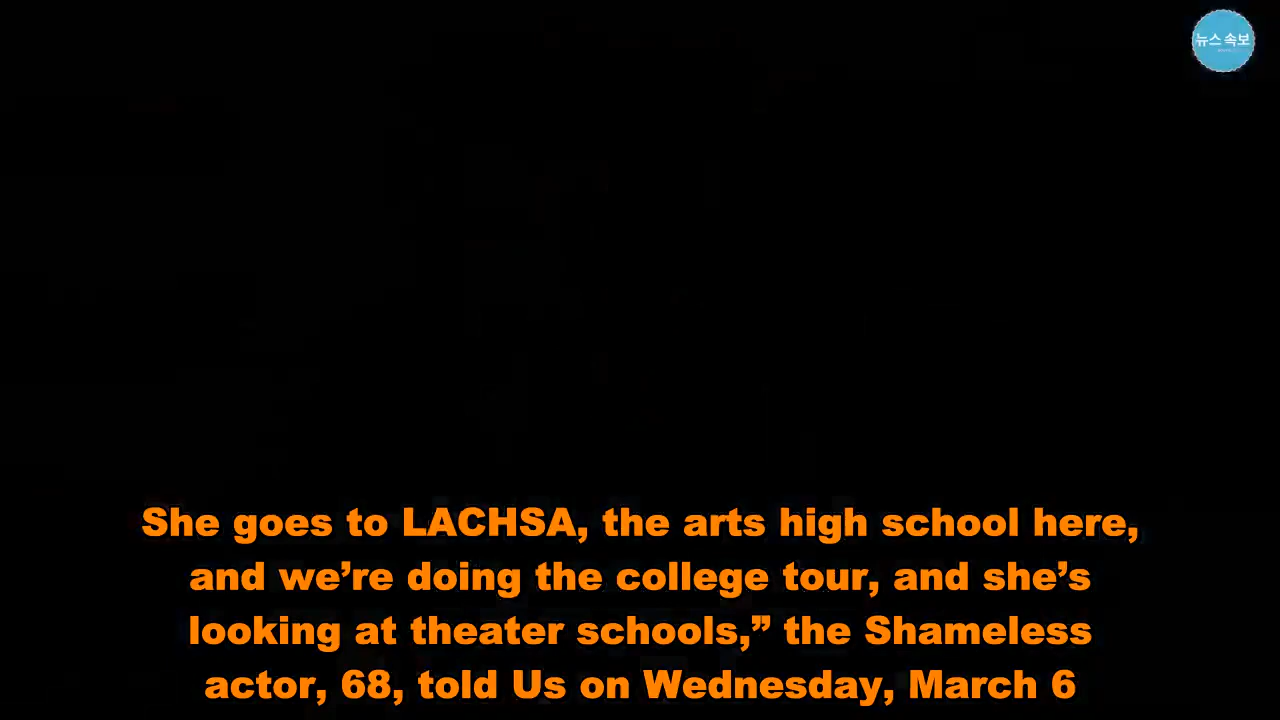 뉴스 속보
She goes to LACHSA, the arts high school here,
and we’re doing the college tour, and she’s
looking at theater schools,” the Shameless
actor, 68, told Us on Wednesday, March 6